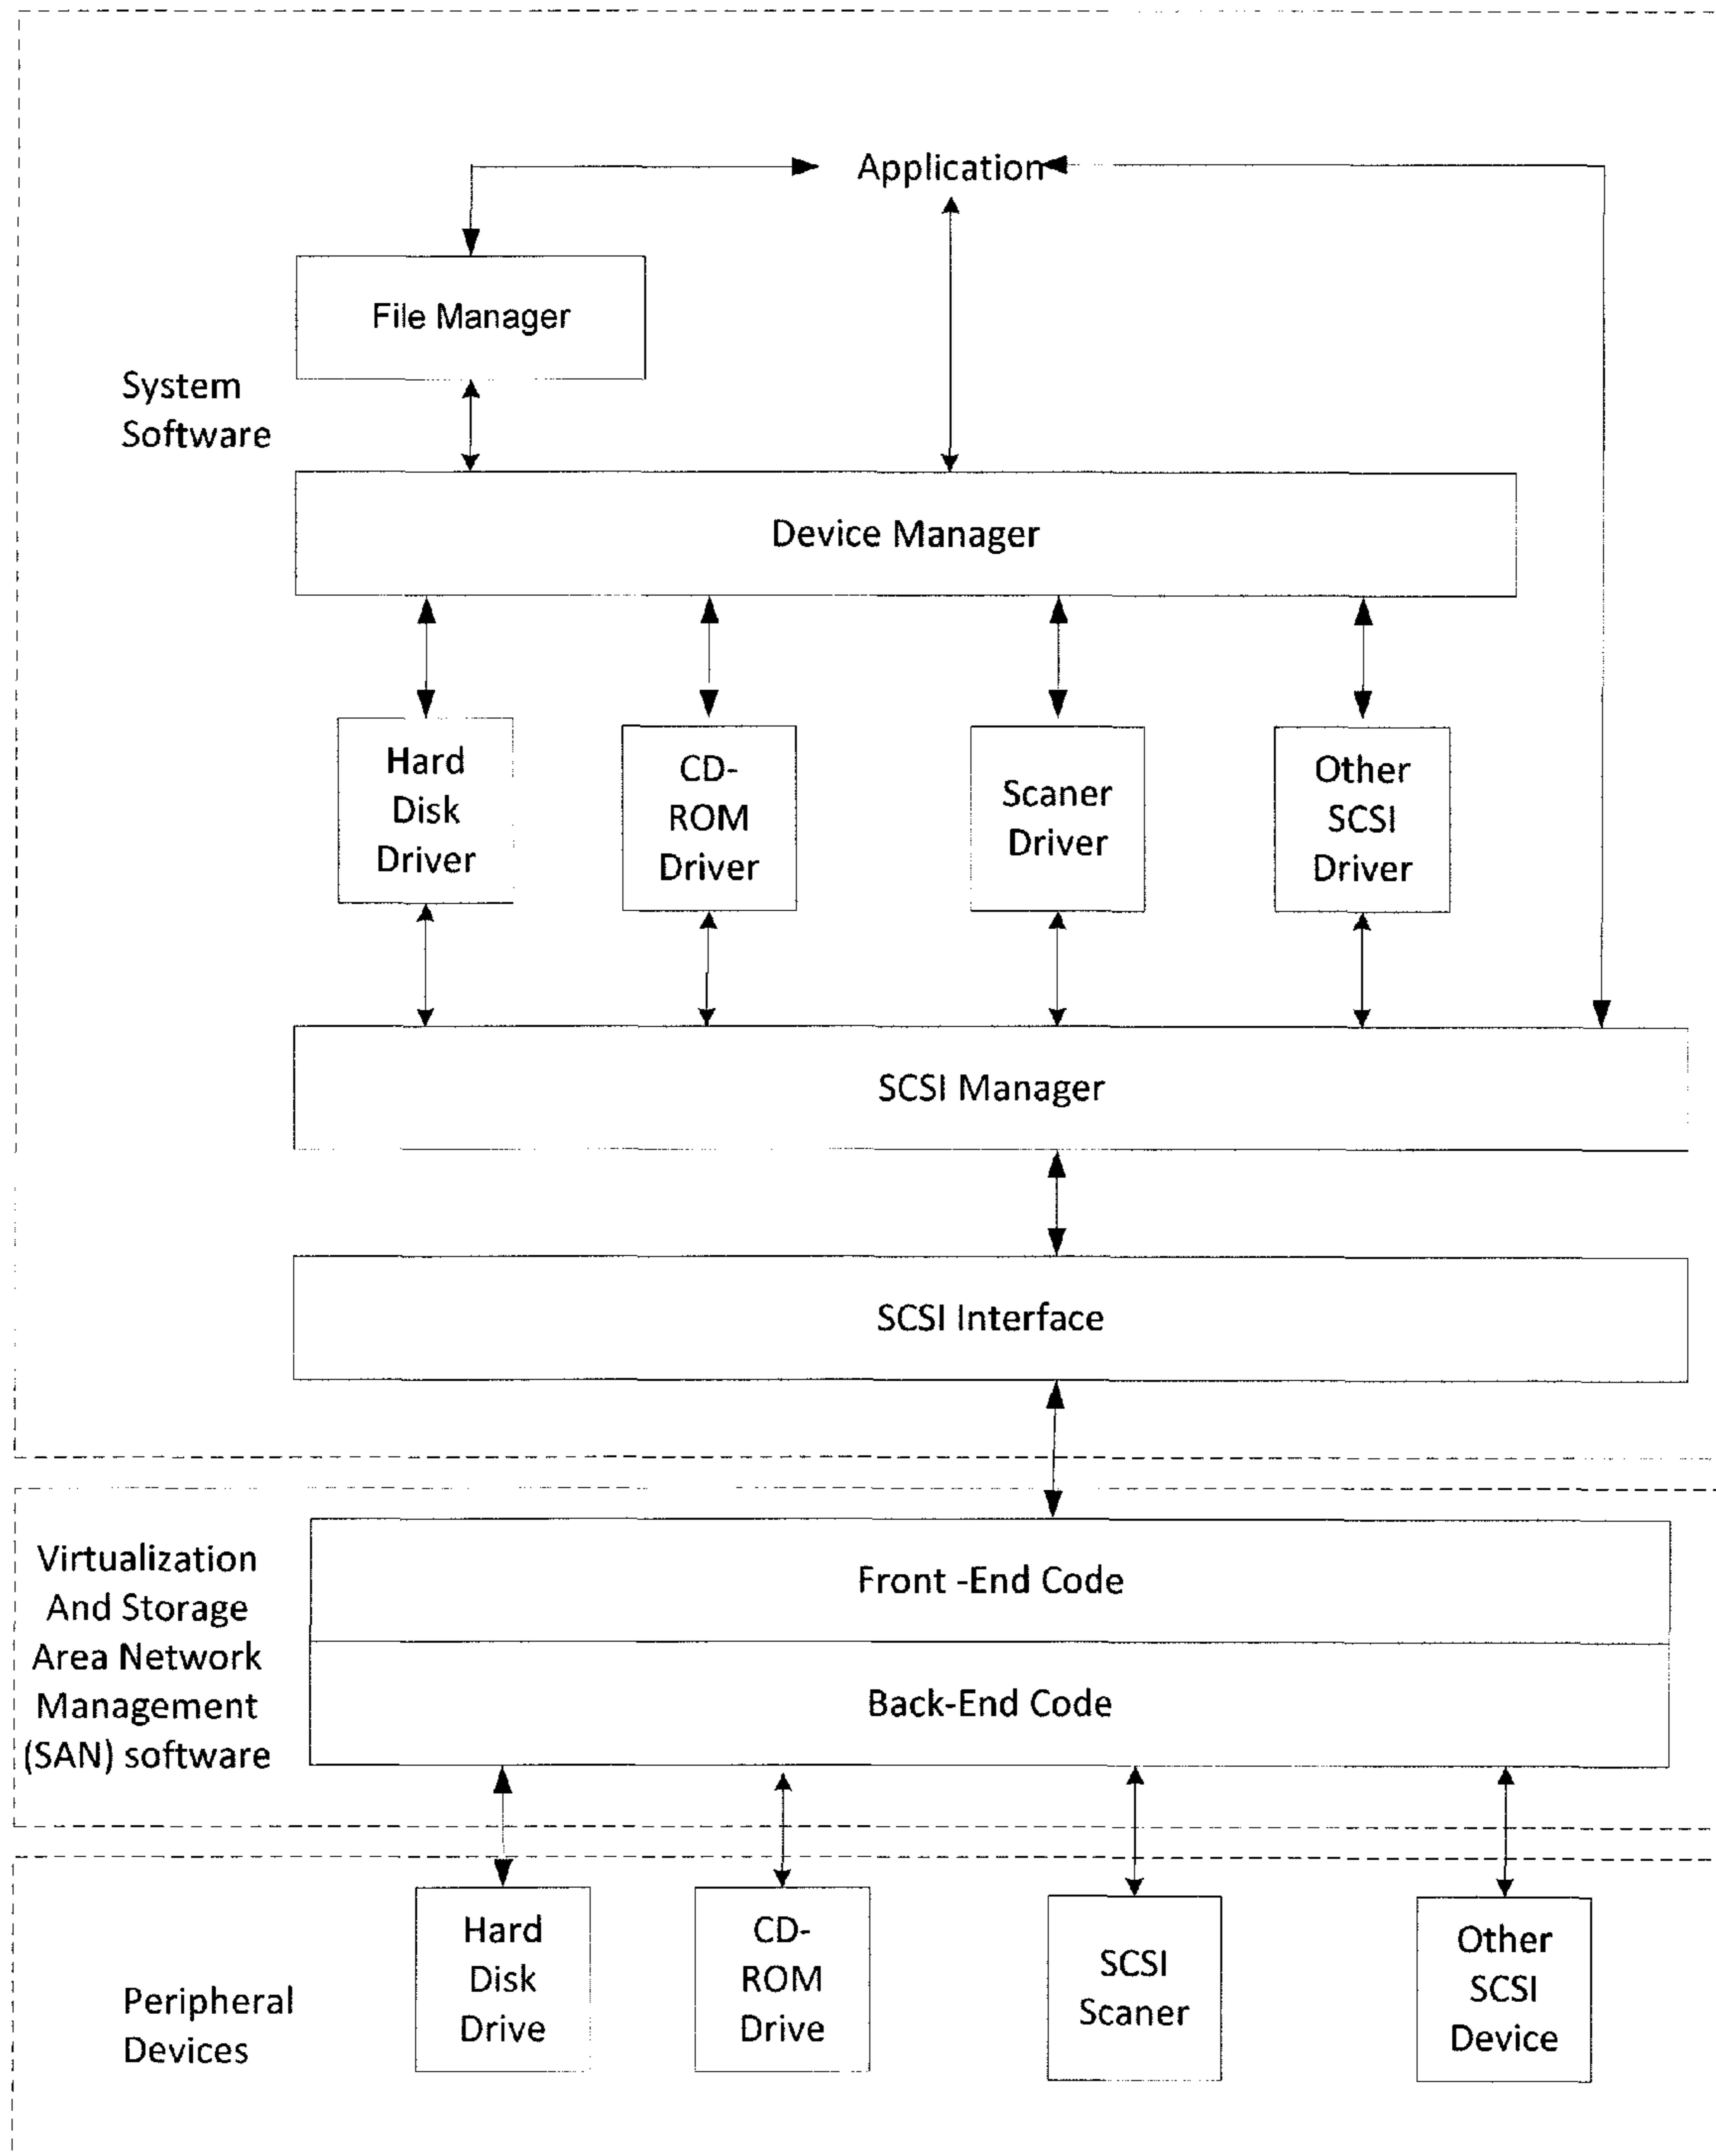 Application
File Manager
System
Software
Device Manager
Hard
Disk
Driver
CD-
ROM
Driver
Scaner
Driver
Other
SCSI
Driver
SCSI Manager
SCSI Interface
Virtualization
And Storage
Area Network
Management
(SAN) software
Front -End Code
Back-End Code
Peripheral
Devices
Hard
Disk
Drive
CD-
ROM
Drive
SCSI
Scaner
Other
SCSI
Device